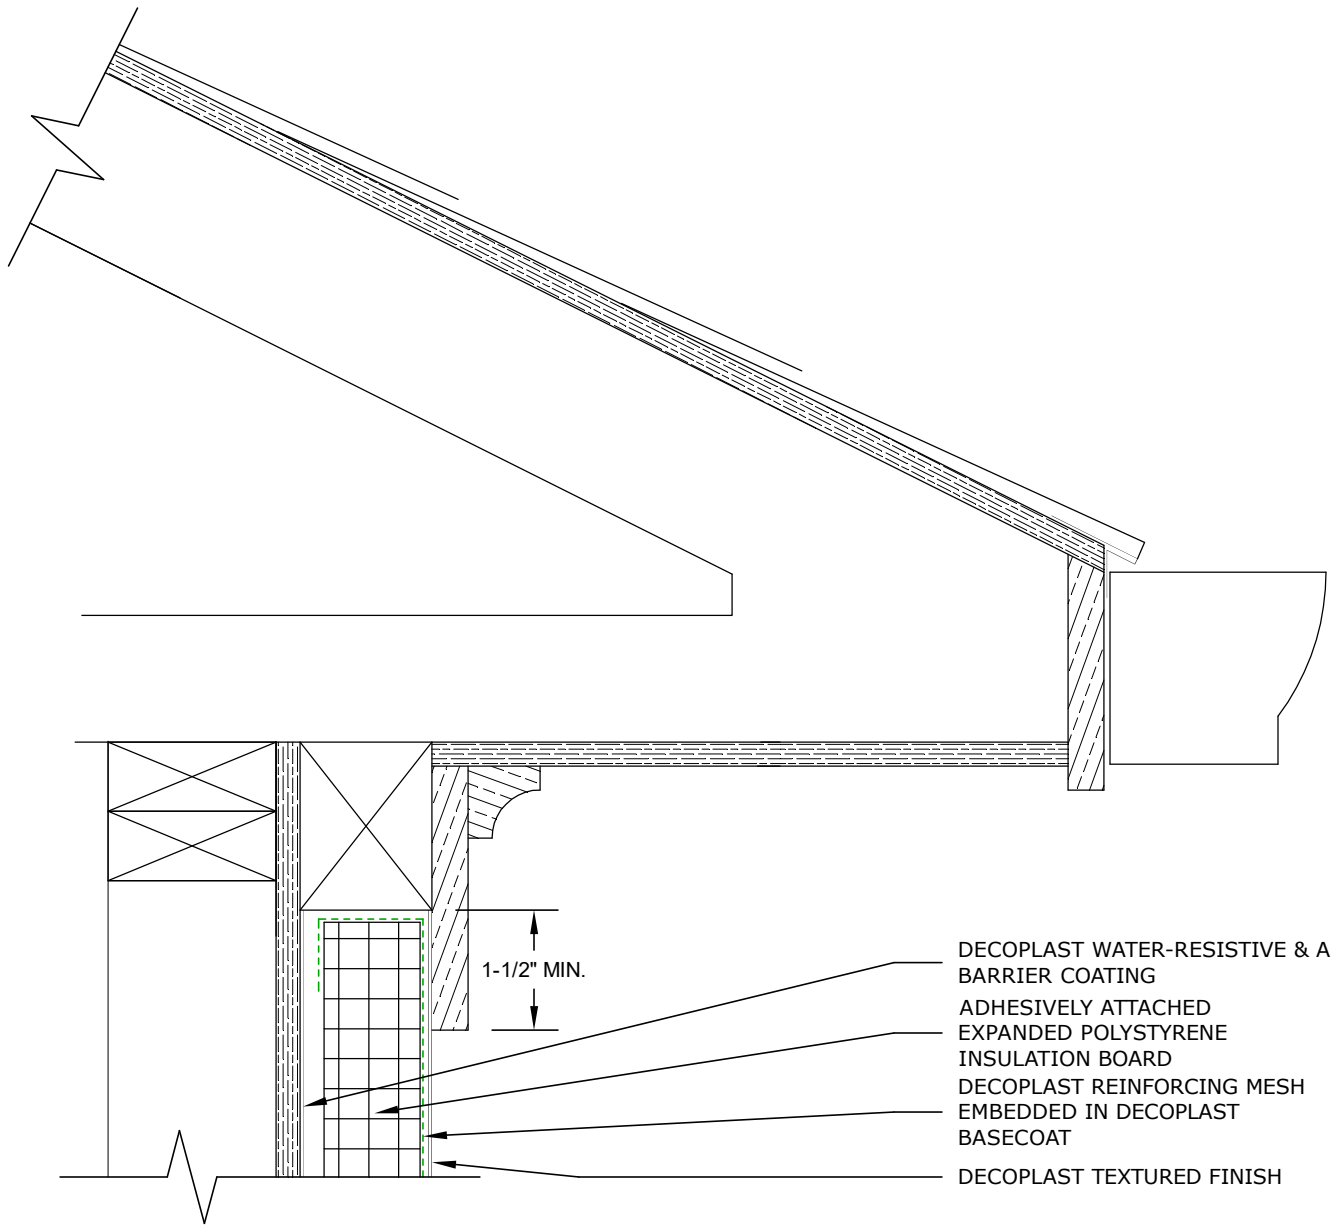 1-1/2" MIN.
DECOPLAST WATER-RESISTIVE & A
BARRIER COATING
ADHESIVELY ATTACHED
EXPANDED POLYSTYRENE
INSULATION BOARD
DECOPLAST REINFORCING MESH
EMBEDDED IN DECOPLAST
BASECOAT
DECOPLAST TEXTURED FINISH